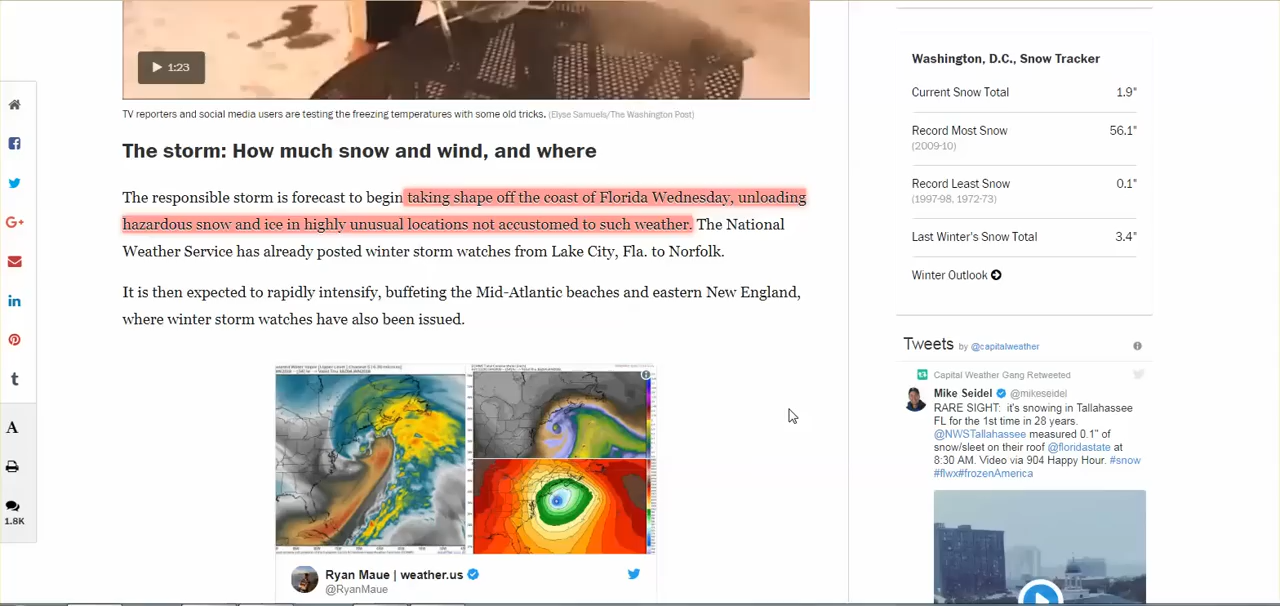 1:23
TV reporters and social media users are testing the freezing temperatures with some old tricks. (Elyse Samuels/The Washington Post)
The storm: How much snow and wind, and where
The responsible storm is forecast to begin taking shape off the coast of Florida Wednesday, unloading
hazardous snow and ice in highly unusual locations not accustomed to such weather. The National
Weather Service has already posted winter storm watches from Lake City, Fla. to Norfolk.
It is then expected to rapidly intensify, buffeting the Mid-Atlantic beaches and eastern New England,
where winter storm watches have also been issued.
Ryan Maue | weather.us
@RyanMaue
A
1.8K
Washington, D.C., Snow Tracker
Current Snow Total 1.9"
Record Most Snow 56.1"
(2009-10)
Record Least Snow 0.1"
(1997-98, 1972-73)
Last Winter's Snow Total 3.4"
Winter Outlook
Tweets by @capitalweather
Capital Weather Gang Retweeted
Mike Seidel @mikeseidel
RARE SIGHT: it's snowing in Tallahassee
FL for the 1st time in 28 years.
@NWSTallahassee measured 0.1" of
snow/sleet on their roof @floridastate at
8:30 AM. Video via 904 Happy Hour. #snow
#flwx#frozenAmerica